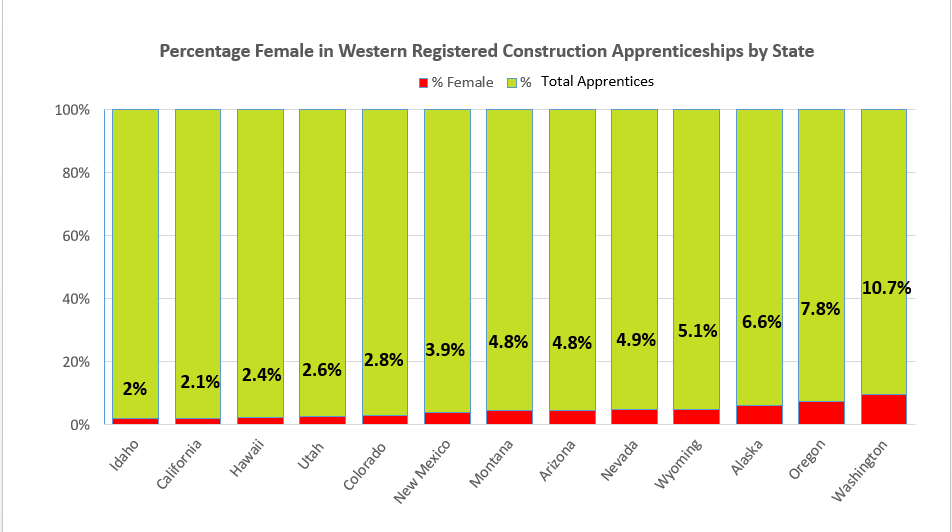 Percentage Female in Western Registered Construction Apprenticeships by State
% Female % Total Apprentices
100%
80%
60%
40%
20%
0%
2%
2.1%
2.4%
2.6%
2.8%
3.9%
4.8%
4.8%
4.9%
5.1%
6.6%
7.8%
10.7%
Idaho
California
Hawaii
Utah
Colorado
New Mexico
Montana
Arizona
Nevada
Wyoming
Alaska
Oregon
Washington